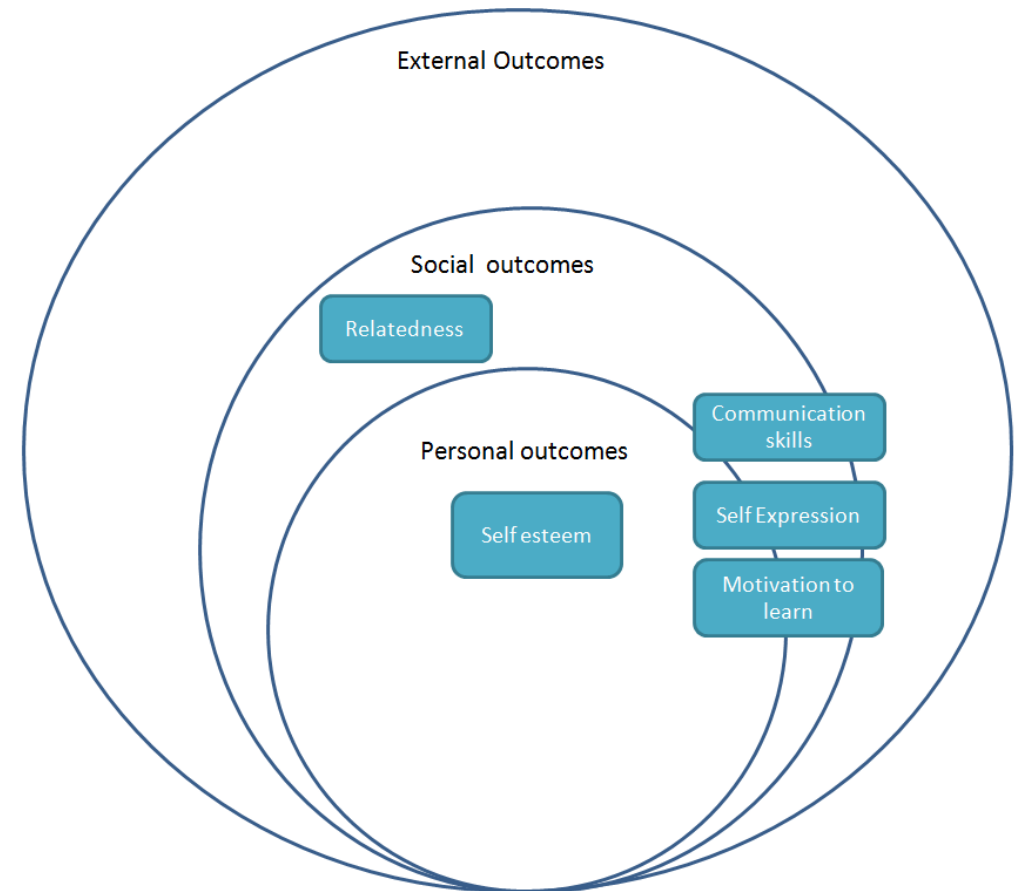 External Outcomes
Social outcomes
Relatedness
Communication
skills
Personal outcomes
Self esteem
Self Expression
Motivation to
learn